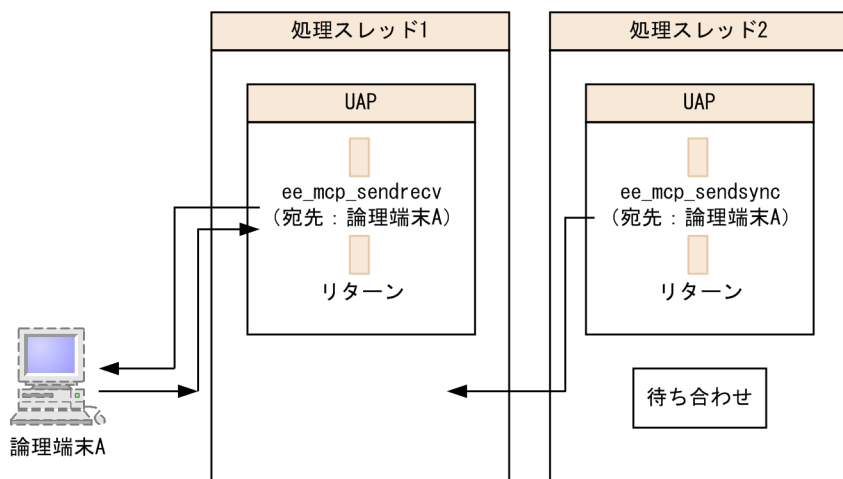 処理スレッド1
UAP
ee_mcp_sendrecv
(宛先：論理端末A)
リターン
処理スレッド2
UAP
ee_mcp_sendsync
(宛先：論理端末A)
リターン
待ち合わせ
論理端末A